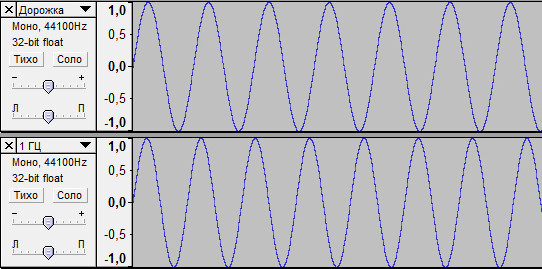 Дорожка
Моно, 44100Hz
32-bit float
Тихо Соло
- +
Л П
1,0
0,5
0,0
-0,5
-1,0
1 ГЦ
Моно, 44100Hz
32-bit float
Тихо Соло
- +
Л П
1,0
0,5
0,0
-0,5
-1,0